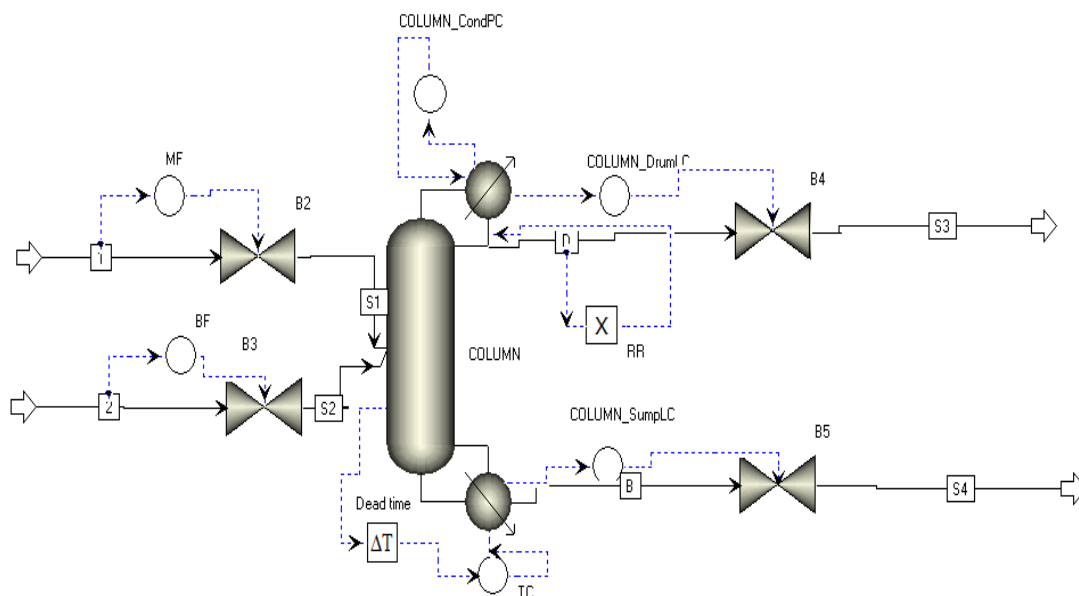 COLUMN_CondPC
MF
COLUMN_DrumLC
B2
B4
1
S3
S1
X
BF
B3
RR
COLUMN
2
S2
COLUMN_SumpLC
B5
B
S4
Dead time
ΔT
TC